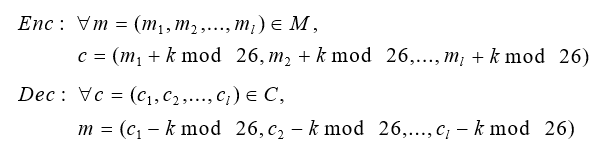 Enc : ∀m = (m₁, m₂,..., mₗ) ∈ M,
c = (m₁ + k mod 26, m₂ + k mod 26,..., mₗ + k mod 26)
Dec : ∀c = (c₁, c₂,..., cₗ) ∈ C,
m = (c₁ − k mod 26, c₂ − k mod 26,..., cₗ − k mod 26)